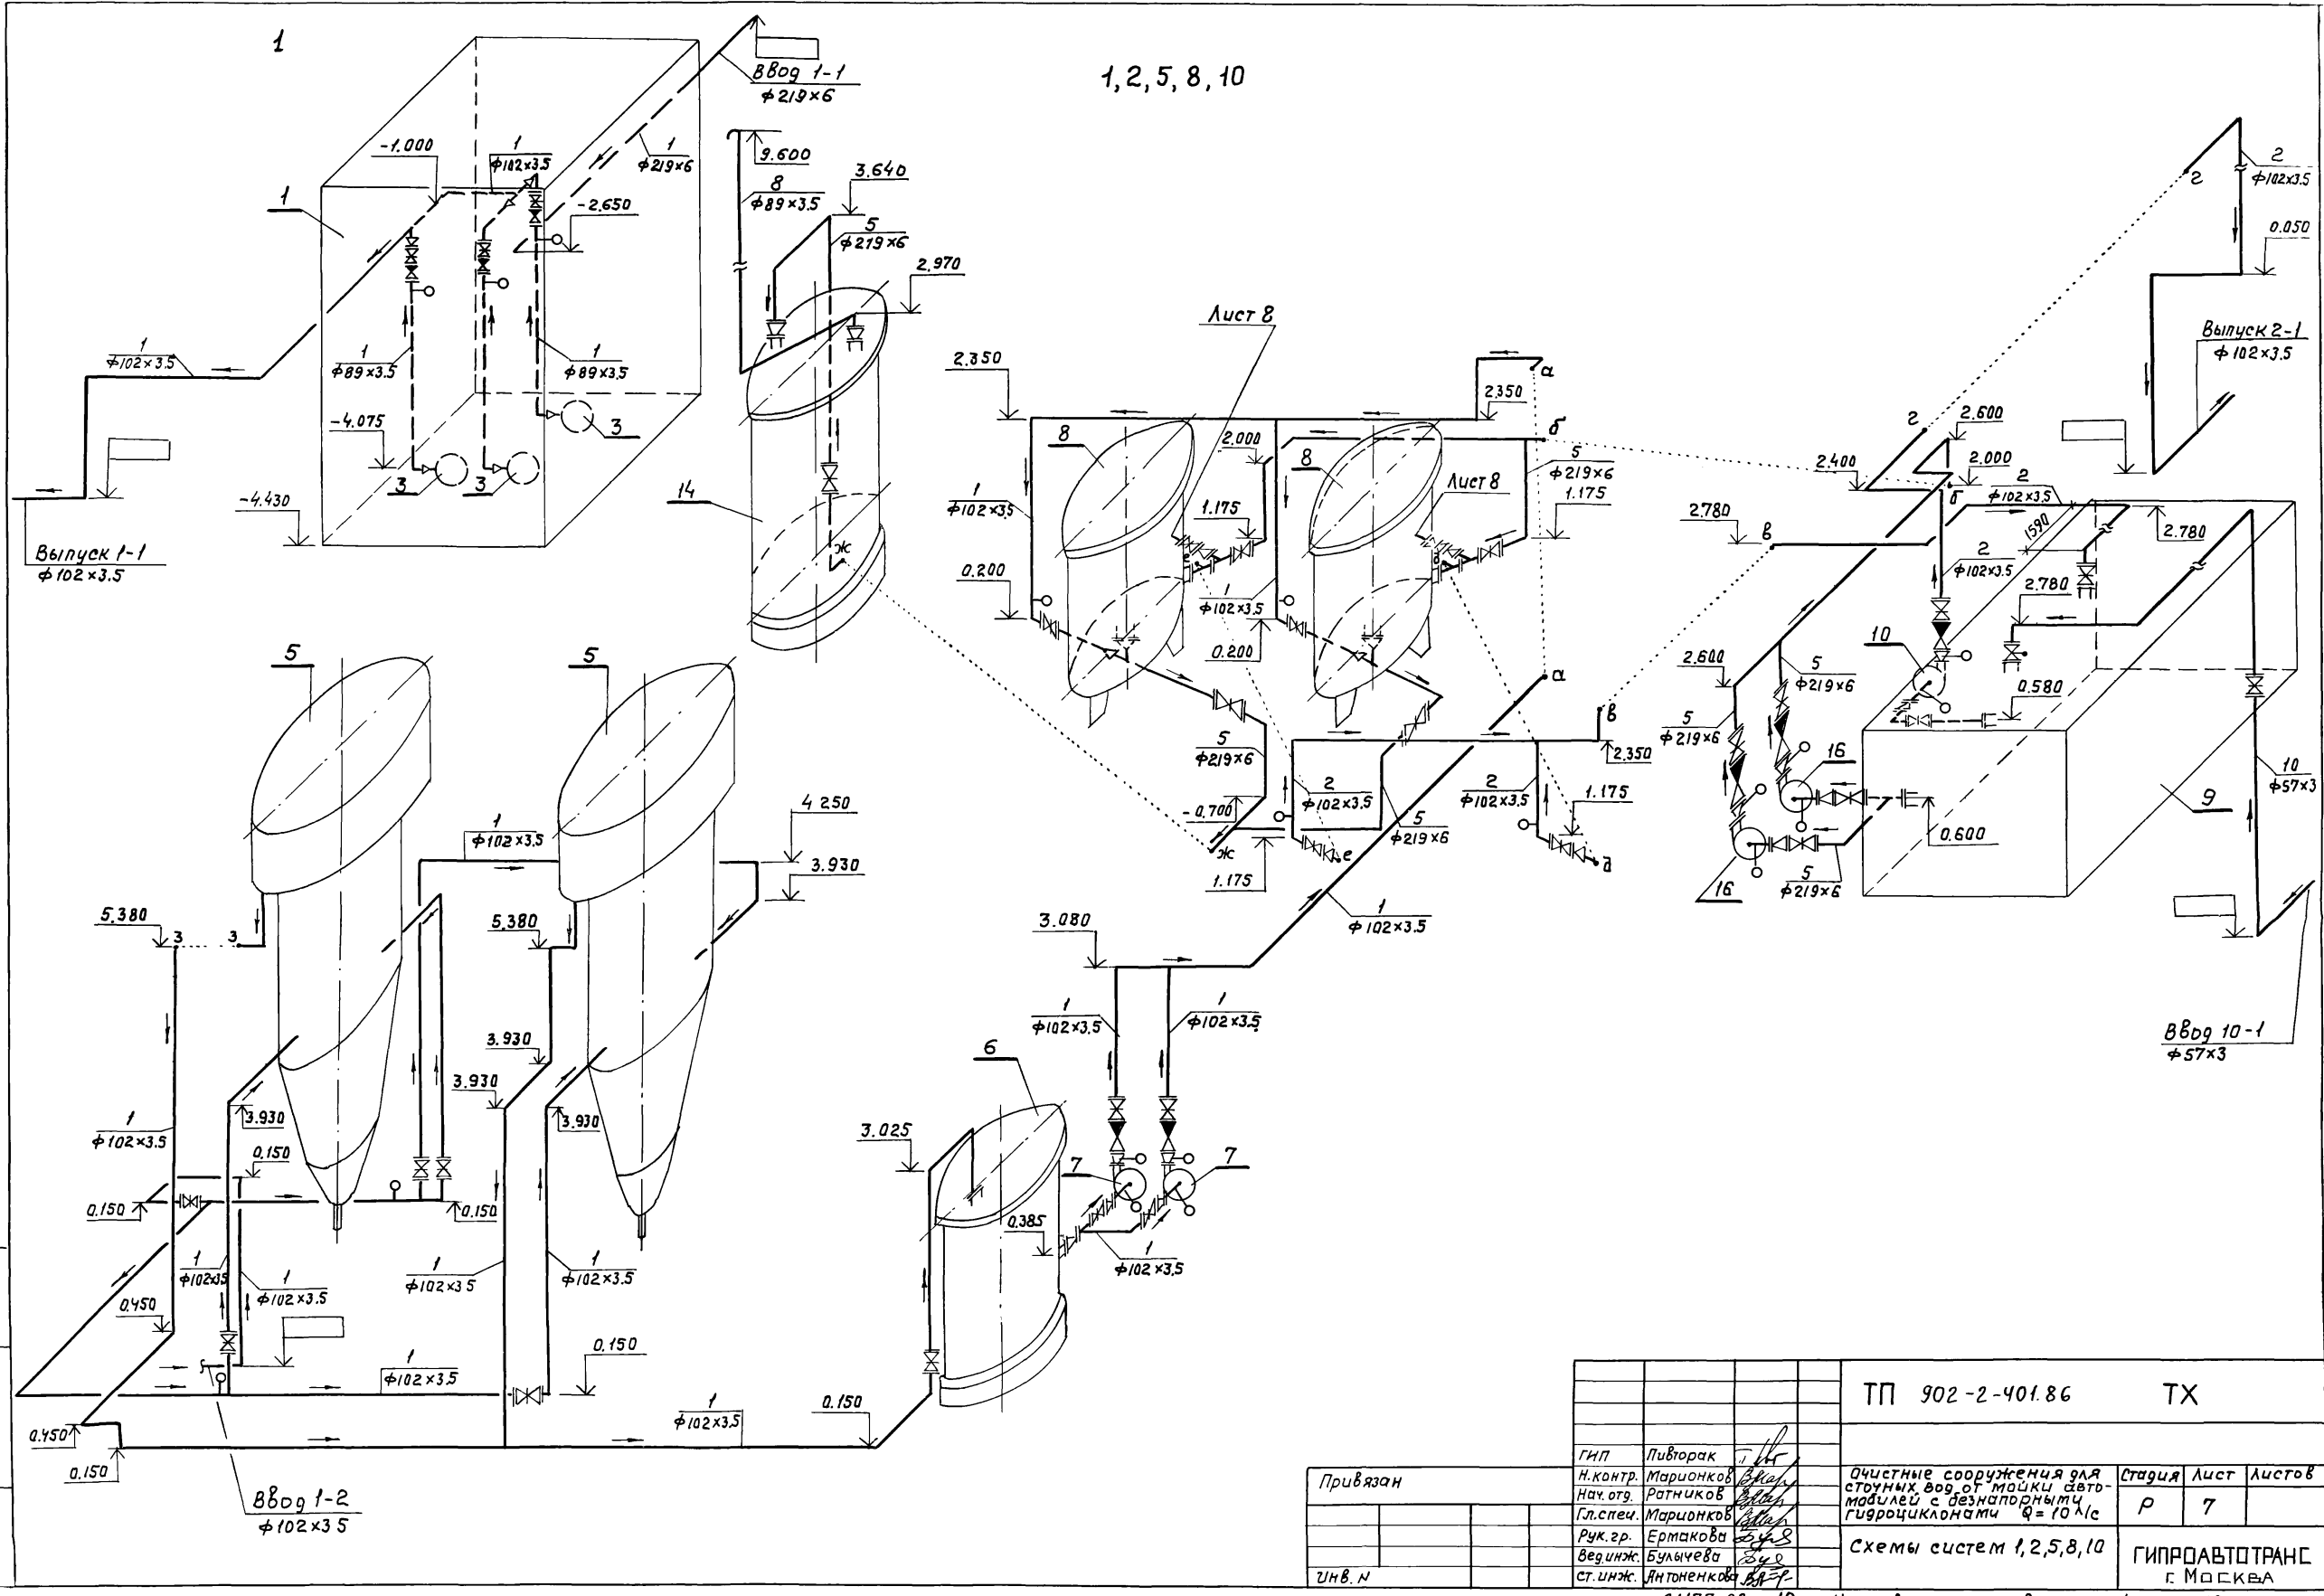 1
1, 2, 5, 8, 10
Ввод 1-1
ф219×6
-1.000
1
ф102×3.5
1
ф219×6
1
-2.650
1
ф102×3.5
1
ф89×3.5
1
ф89×3.5
-4.075
3
3
3
-4.430
Выпуск 1-1
ф102×3.5
9.600
8
ф89×3.5
3.640
5
ф219×6
2.970
14
ж
Лист 8
2.350
2.350
а
б
8
8
2.000
5
ф219×6
1
ф102×3.5
1.175
Лист 8
1.175
0.200
е
д
1
ф102×3.5
0.200
а
в
5
ф219×6
2.350
2
ф102×3.5
2
ф102×3.5
-0.700
5
ф219×6
1.175
ж
е
д
1.175
1
ф102×3.5
2
ф102×3.5
г
0.050
Выпуск 2-1
ф102×3.5
г
2.600
2.400
2.000
б
2
ф102×3.5
2.780
в
1590
2.780
2
ф102×3.5
2.780
10
2.600
5
ф219×6
0.580
5
ф219×6
16
10
ф57×3
9
0.600
5
ф219×6
16
Ввод 10-1
ф57×3
5
5
1
ф102×3.5
4.250
3.930
5.380
з
з
5.380
3.930
3.930
3.930
3.930
1
ф102×3.5
0.150
0.150
0.150
1
ф102×3.5
1
ф102×3.5
1
ф102×3.5
1
ф102×3.5
0.450
0.150
1
ф102×3.5
0.450
0.150
1
ф102×3.5
0.150
Ввод 1-2
ф102×3.5
3.080
1
ф102×3.5
1
ф102×3.5
6
3.025
7
7
0.385
1
ф102×3.5
ТП 902-2-401.86 ТХ
Привязан
Инв. N
ГИП Пивторак
Н.контр. Марионков
Нач. отд. Ратников
Гл.спец. Марионков
Рук.гр. Ермакова
Вед.инж. Булычева
Ст.инж. Антоненкова
Очистные сооружения для
сточных вод от мойки авто-
мобилей с безнапорными
гидроциклонами Q=10 л/с
Стадия Лист Листов
Р 7
Схемы систем 1,2,5,8,10
ГИПРОАВТОТРАНС
г. Москва